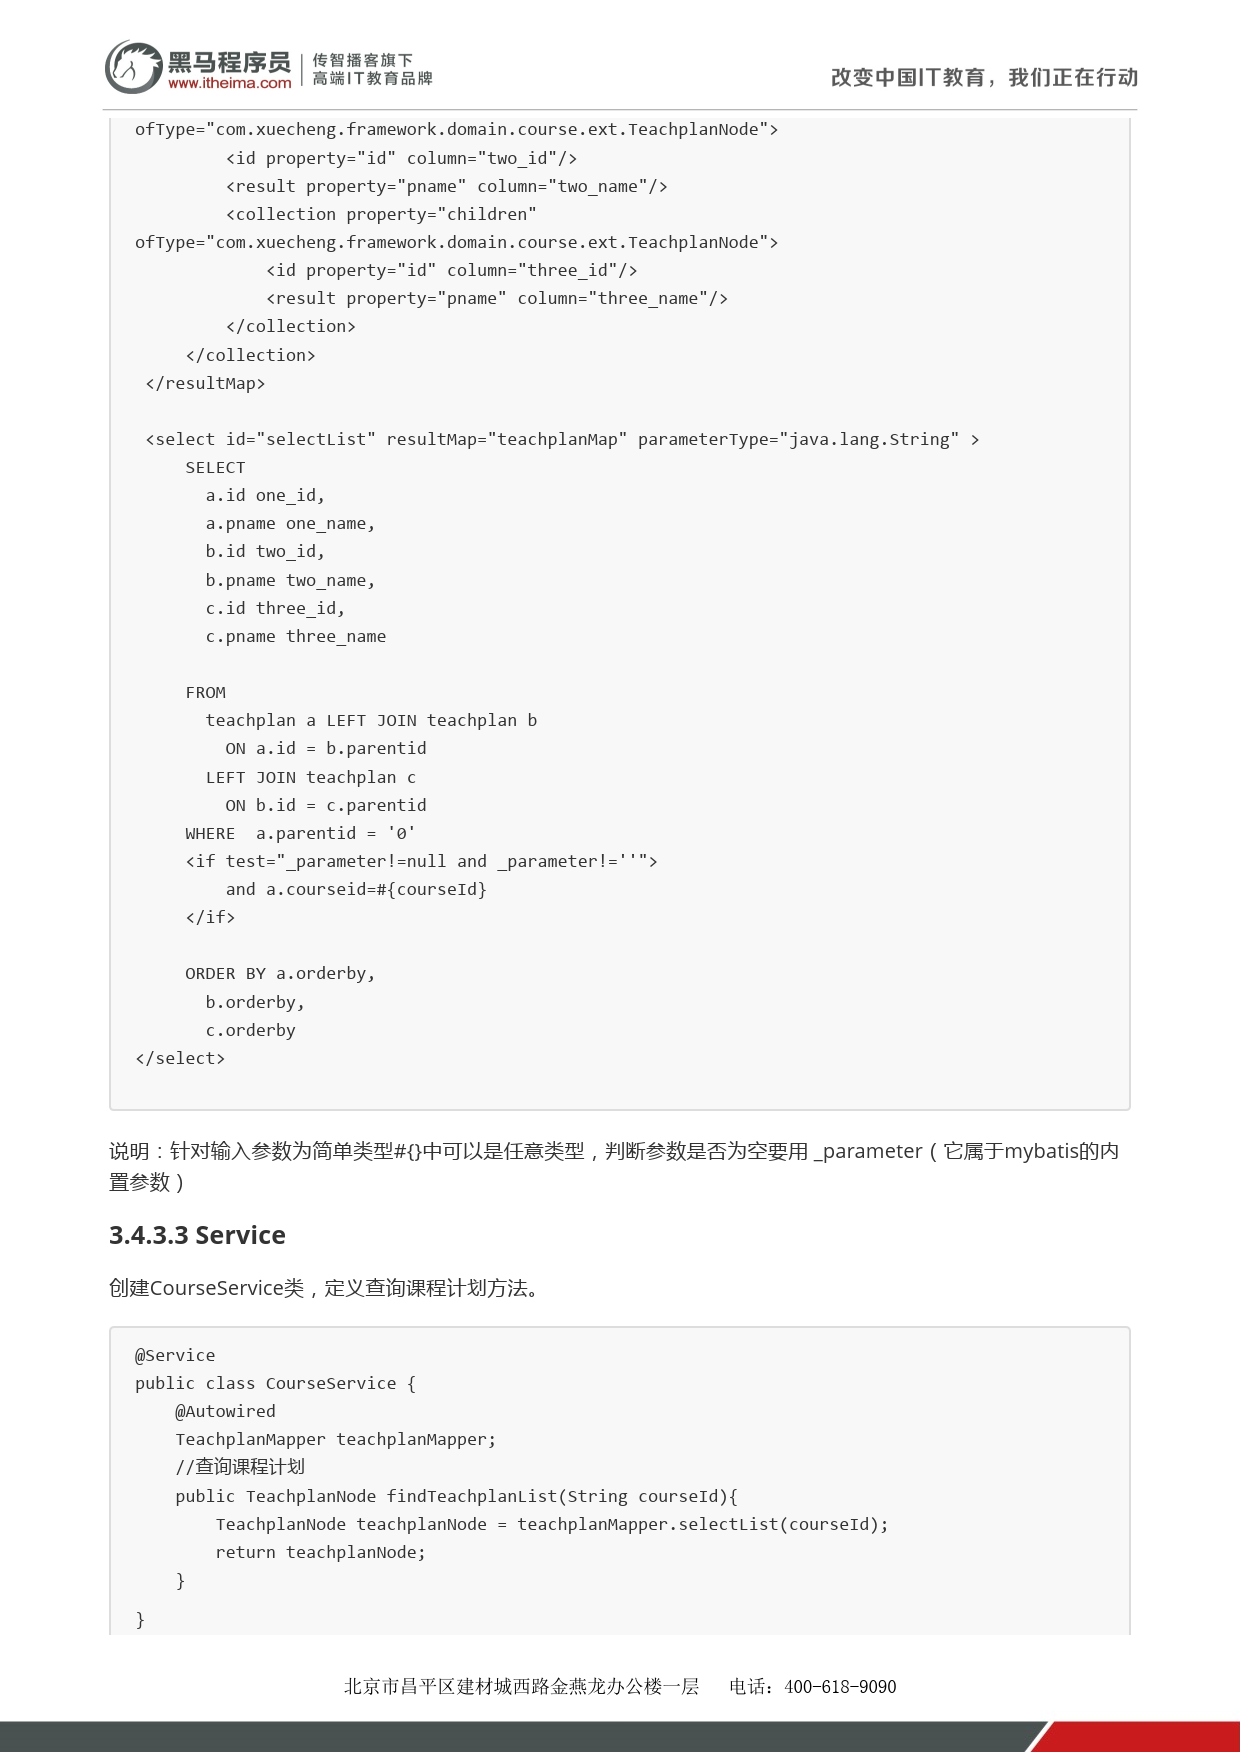 黑马程序员
www.itheima.com
传智播客旗下
高端IT教育品牌
改变中国IT教育，我们正在行动
ofType="com.xuecheng.framework.domain.course.ext.TeachplanNode">
         <id property="id" column="two_id"/>
         <result property="pname" column="two_name"/>
         <collection property="children"
ofType="com.xuecheng.framework.domain.course.ext.TeachplanNode">
             <id property="id" column="three_id"/>
             <result property="pname" column="three_name"/>
         </collection>
     </collection>
 </resultMap>

 <select id="selectList" resultMap="teachplanMap" parameterType="java.lang.String" >
     SELECT
       a.id one_id,
       a.pname one_name,
       b.id two_id,
       b.pname two_name,
       c.id three_id,
       c.pname three_name

     FROM
       teachplan a LEFT JOIN teachplan b
         ON a.id = b.parentid
       LEFT JOIN teachplan c
         ON b.id = c.parentid
     WHERE  a.parentid = '0'
     <if test="_parameter!=null and _parameter!=''">
         and a.courseid=#{courseId}
     </if>

     ORDER BY a.orderby,
       b.orderby,
       c.orderby
</select>

说明：针对输入参数为简单类型#{}中可以是任意类型，判断参数是否为空要用 _parameter（它属于mybatis的内
置参数）
3.4.3.3 Service
创建CourseService类，定义查询课程计划方法。
@Service
public class CourseService {
    @Autowired
    TeachplanMapper teachplanMapper;
    //查询课程计划
    public TeachplanNode findTeachplanList(String courseId){
        TeachplanNode teachplanNode = teachplanMapper.selectList(courseId);
        return teachplanNode;
    }
}
北京市昌平区建材城西路金燕龙办公楼一层   电话：400-618-9090